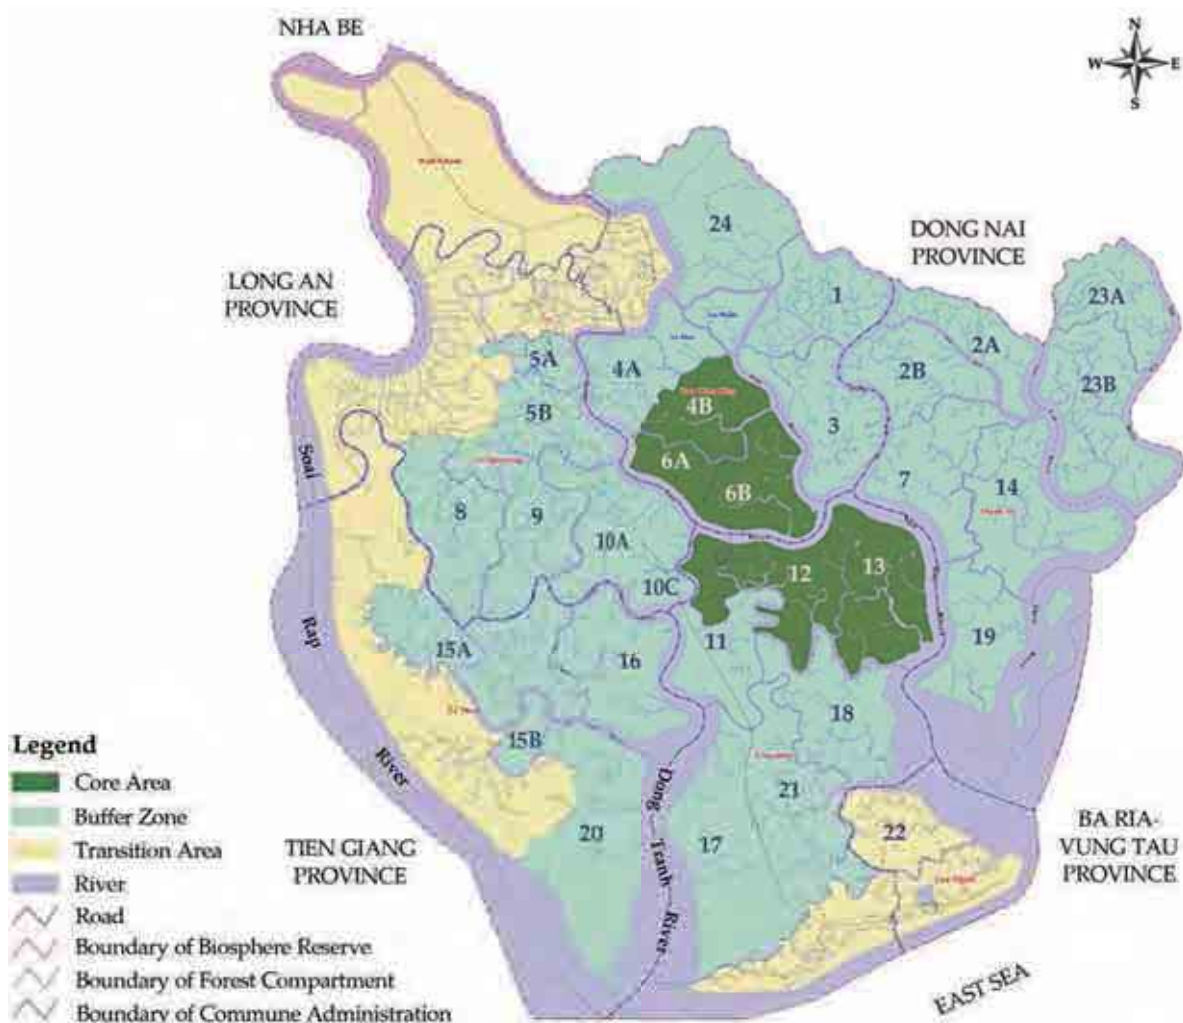 NHA BE
N
W E
S
24
DONG NAI
PROVINCE
LONG AN
PROVINCE
1
23A
2A
5A
4A
2B
23B
4B
5B
3
6A
7
6B
14
Soai
8
9
10A
12
13
10C
Rap
11
19
15A
16
18
15B
Legend
Core Area
River
Dong
21
Buffer Zone
Tranh
22
BA RIA-
VUNG TAU
PROVINCE
Transition Area
TIEN GIANG
PROVINCE
20
17
River
Road
River
Boundary of Biosphere Reserve
Boundary of Forest Compartment
EAST SEA
Boundary of Commune Administration